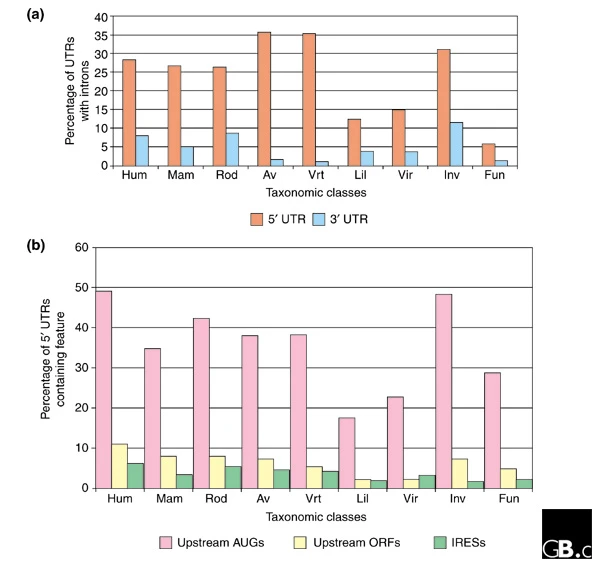 (a)
Percentage of UTRs
with introns
40
35
30
25
20
15
10
5
0
Hum Mam Rod Av Vrt Lil Vir Inv Fun
Taxonomic classes
5′ UTR 3′ UTR
(b)
Percentage of 5′ UTRs
containing feature
60
50
40
30
20
10
0
Hum Mam Rod Av Vrt Lil Vir Inv Fun
Taxonomic classes
Upstream AUGs Upstream ORFs IRESs
GB.c